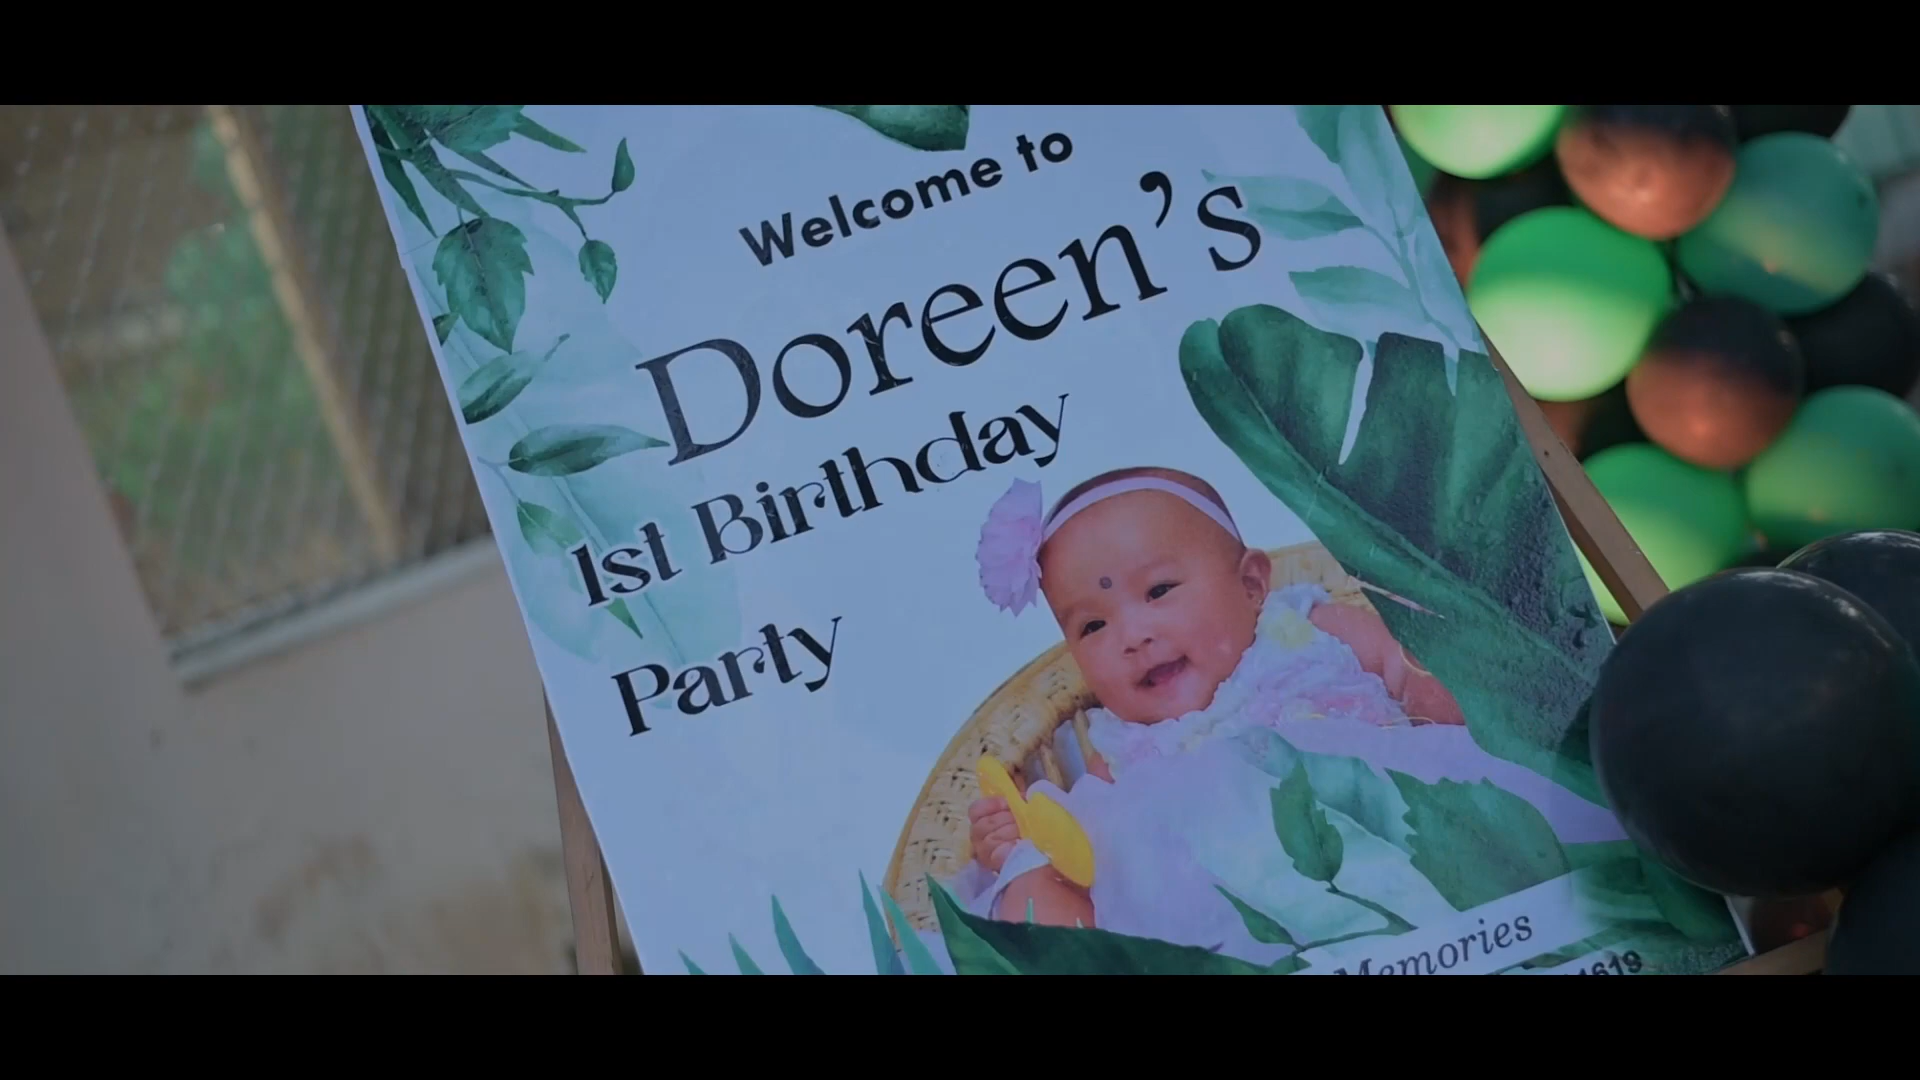 Welcome to
Doreen's
1st Birthday
Party
Memories